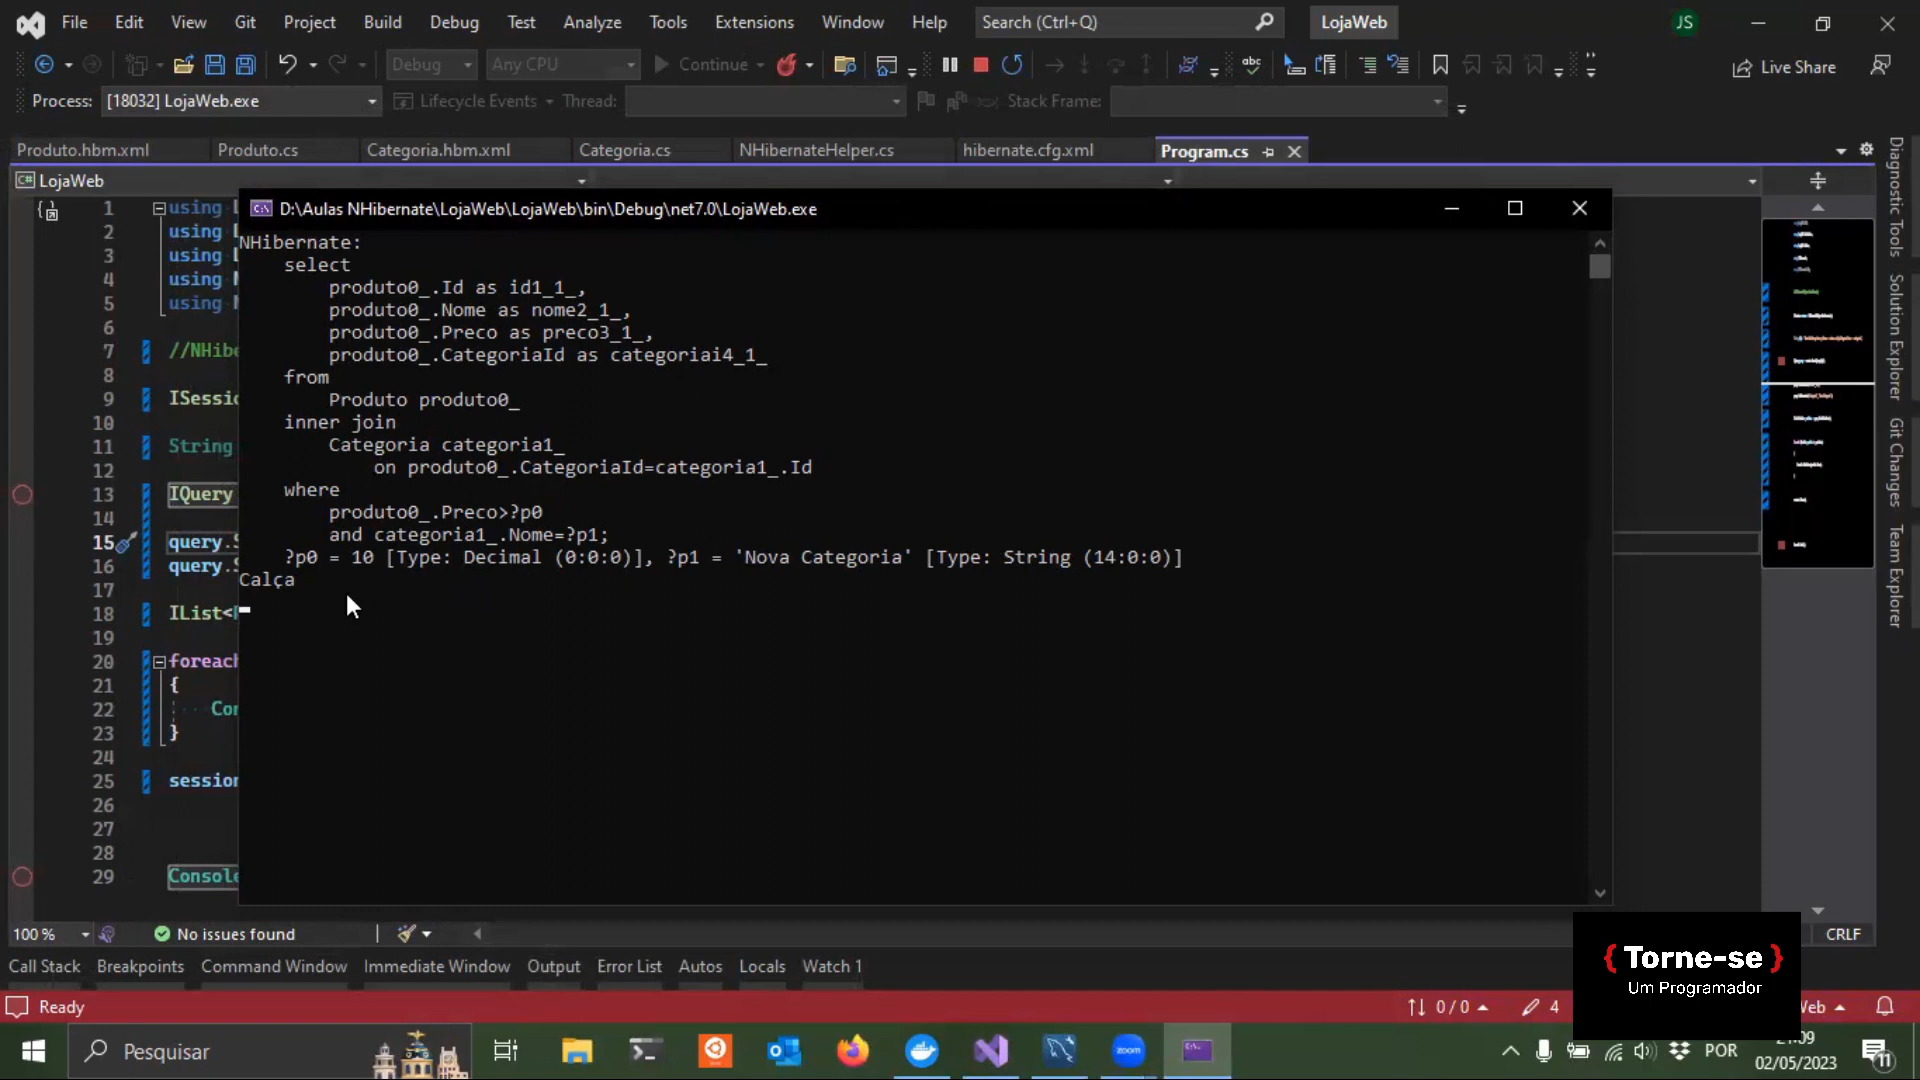 File Edit View Git Project Build Debug Test Analyze Tools Extensions Window Help Search (Ctrl+Q) LojaWeb JS
Debug Any CPU Continue Live Share
Process: [18032] LojaWeb.exe Lifecycle Events Thread: Stack Frame:
Produto.hbm.xml Produto.cs Categoria.hbm.xml Categoria.cs NHibernateHelper.cs hibernate.cfg.xml Program.cs
C# LojaWeb
D:\Aulas NHibernate\LojaWeb\LojaWeb\bin\Debug\net7.0\LojaWeb.exe
NHibernate:
select
produto0_.Id as id1_1_,
produto0_.Nome as nome2_1_,
produto0_.Preco as preco3_1_,
produto0_.CategoriaId as categoriai4_1_
from
Produto produto0_
inner join
Categoria categoria1_
on produto0_.CategoriaId=categoria1_.Id
where
produto0_.Preco>?p0
and categoria1_.Nome=?p1;
?p0 = 10 [Type: Decimal (0:0:0)], ?p1 = 'Nova Categoria' [Type: String (14:0:0)]
Calça
1 using
2 using
3 using
4 using
5 using
6
7 //NHibe
8
9 ISessio
10
11 String
12
13 IQuery
14
15 query.
16 query.
17
18 IList<
19
20 foreach
21 {
22 Con
23 }
24
25 session
26
27
28
29 Console
Diagnostic Tools
Solution Explorer
Git Changes
Team Explorer
100 % No issues found CRLF
Call Stack Breakpoints Command Window Immediate Window Output Error List Autos Locals Watch 1
Ready 0 / 0 4 Web
{ Torne-se }
Um Programador
Pesquisar zoom POR
02/05/2023 11